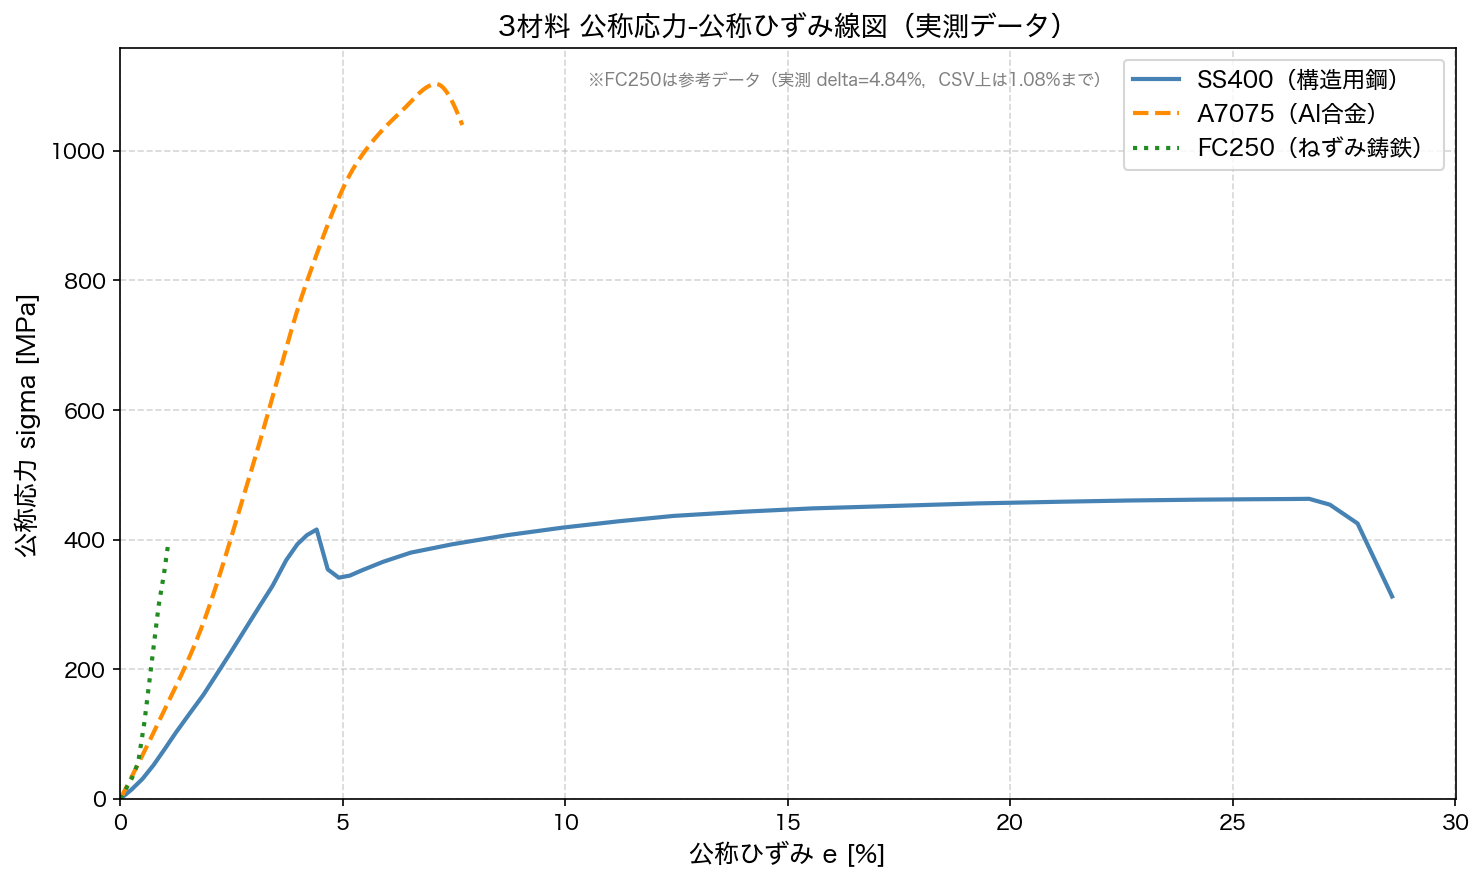 3材料 公称応力-公称ひずみ線図（実測データ）
※FC250は参考データ（実測 delta=4.84%，CSV上は1.08%まで）
SS400（構造用鋼）
A7075（Al合金）
FC250（ねずみ鋳鉄）
公称応力 sigma [MPa]
1000
800
600
400
200
0
0 5 10 15 20 25 30
公称ひずみ e [%]